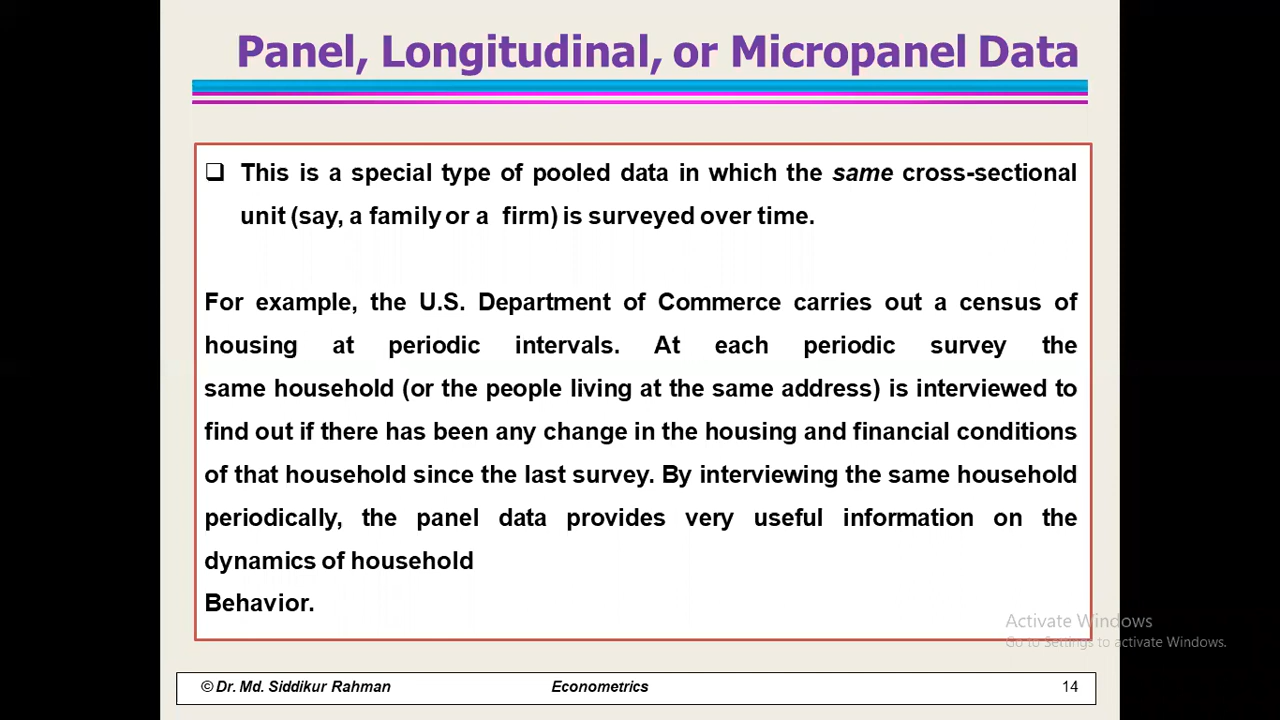 Panel, Longitudinal, or Micropanel Data
This is a special type of pooled data in which the same cross-sectional
unit (say, a family or a firm) is surveyed over time.
For example, the U.S. Department of Commerce carries out a census of
housing at periodic intervals. At each periodic survey the
same household (or the people living at the same address) is interviewed to
find out if there has been any change in the housing and financial conditions
of that household since the last survey. By interviewing the same household
periodically, the panel data provides very useful information on the
dynamics of household
Behavior.
Activate Windows
Go to Settings to activate Windows.
© Dr. Md. Siddikur Rahman Econometrics 14